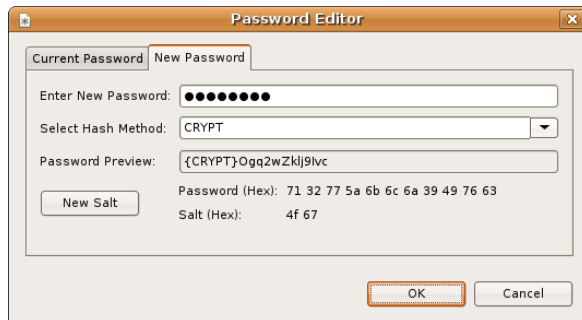 Password Editor
Current Password New Password
Enter New Password: ●●●●●●●●
Select Hash Method: CRYPT
Password Preview: {CRYPT}Ogq2wZklj9Ivc
Password (Hex): 71 32 77 5a 6b 6c 6a 39 49 76 63
New Salt
Salt (Hex): 4f 67
OK Cancel